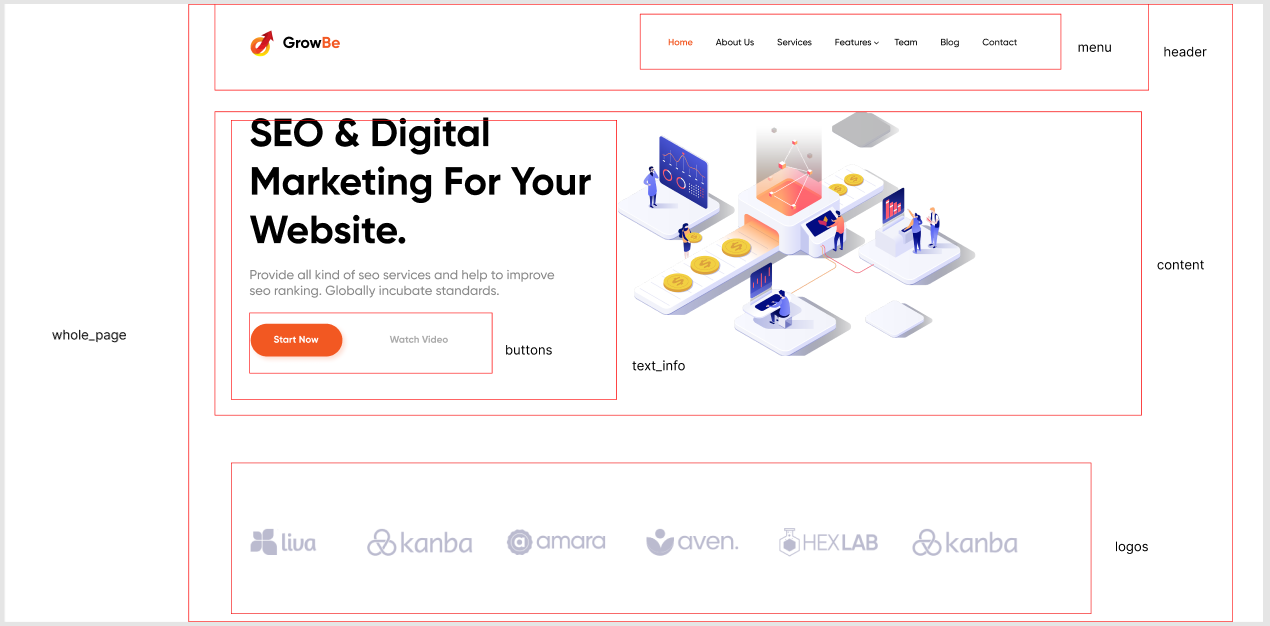 GrowBe
Home About Us Services Features Team Blog Contact
menu
header
SEO & Digital
Marketing For Your
Website.
Provide all kind of seo services and help to improve
seo ranking. Globally incubate standards.
content
whole_page
Start Now Watch Video
buttons
text_info
liva kanba amara aven. HEXLAB kanba
logos